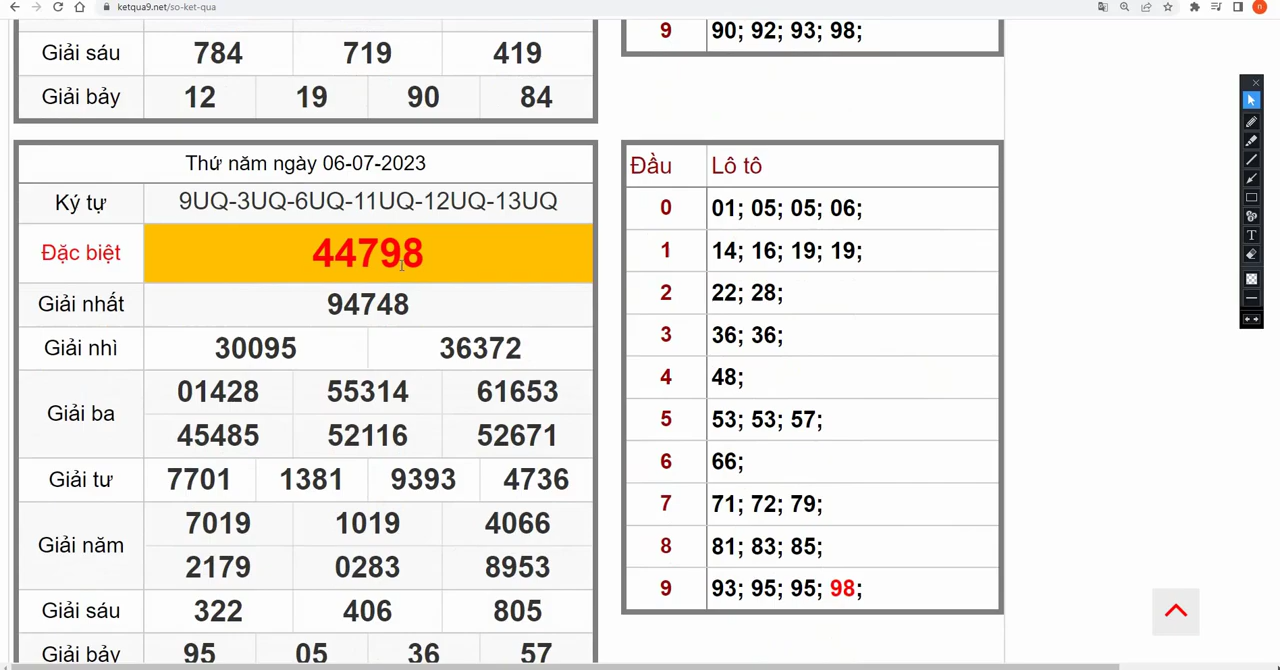 ketqua9.net/so-ket-qua
n
Giải sáu 784 719 419
Giải bảy 12 19 90 84
9 90; 92; 93; 98;
Thứ năm ngày 06-07-2023
Ký tự 9UQ-3UQ-6UQ-11UQ-12UQ-13UQ
Đặc biệt 44798
Giải nhất 94748
Giải nhì 30095 36372
Giải ba 01428 55314 61653
45485 52116 52671
Giải tư 7701 1381 9393 4736
Giải năm 7019 1019 4066
2179 0283 8953
Giải sáu 322 406 805
Giải bảy 95 05 36 57
Đầu Lô tô
0 01; 05; 05; 06;
1 14; 16; 19; 19;
2 22; 28;
3 36; 36;
4 48;
5 53; 53; 57;
6 66;
7 71; 72; 79;
8 81; 83; 85;
9 93; 95; 95; 98;
T